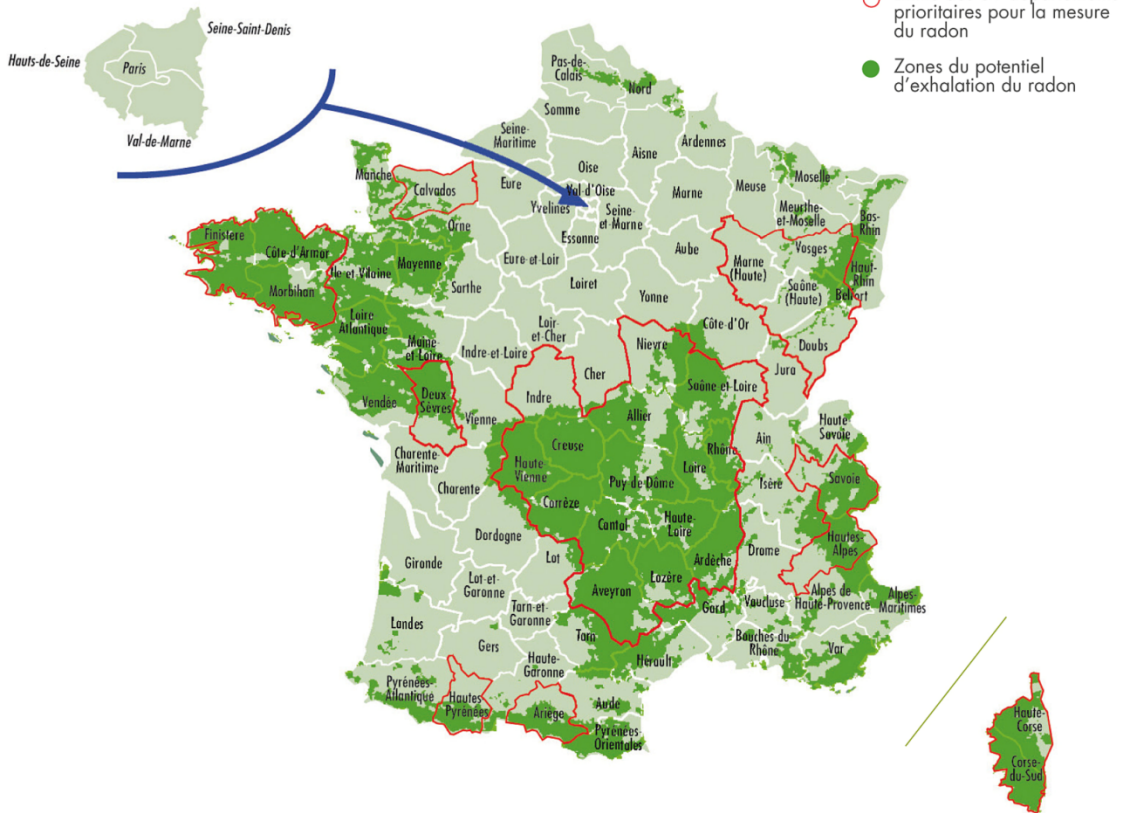 prioritaires pour la mesure
du radon
Zones du potentiel
d'exhalation du radon
Seine-Saint-Denis
Hauts-de-Seine
Paris
Val-de-Marne
Pas-de-
Calais
Nord
Somme
Seine-
Maritime
Aisne
Ardennes
Oise
Manche
Calvados
Eure
Val-d'Oise
Marne
Meuse
Moselle
Meurthe-
et-Moselle
Bas-
Rhin
Yvelines
Seine-
et-Marne
Essonne
Orne
Finistere
Côte-d'Armor
Ile et Vilaine
Mayenne
Eure-et-Loir
Aube
Marne
(Haute)
Vosges
Haut-
Rhin
Morbihan
Sarthe
Loiret
Yonne
Saône
(Haute)
Belfort
Loire
Atlantique
Maine-
et-Loire
Loir-
et-Cher
Côte-d'Or
Doubs
Indre-et-Loire
Nievre
Cher
Jura
Saône-et-Loire
Vendée
Deux
Sèvres
Vienne
Indre
Allier
Haute
Savoie
Ain
Creuse
Rhône
Charente-
Maritime
Haute
Vienne
Charente
Puy-de-Dôme
Loire
Isére
Savoie
Corrèze
Cantal
Haute-
Loire
Dordogne
Hautes-
Alpes
Drome
Ardèche
Gironde
Lot
Lozère
Aveyron
Lot-et-
Garonne
Tarn-et-
Garonne
Gard
Vaucluse
Alpes de
Haute-Provence
Alpes-
Maritimes
Landes
Gers
Tarn
Hérault
Bouches-du
Rhône
Var
Haute-
Garonne
Pyrénées-
Atlantique
Hautes
Pyrénées
Ariège
Aude
Pyrénées-
Orientales
Haute-
Corse
Corse-
du-Sud